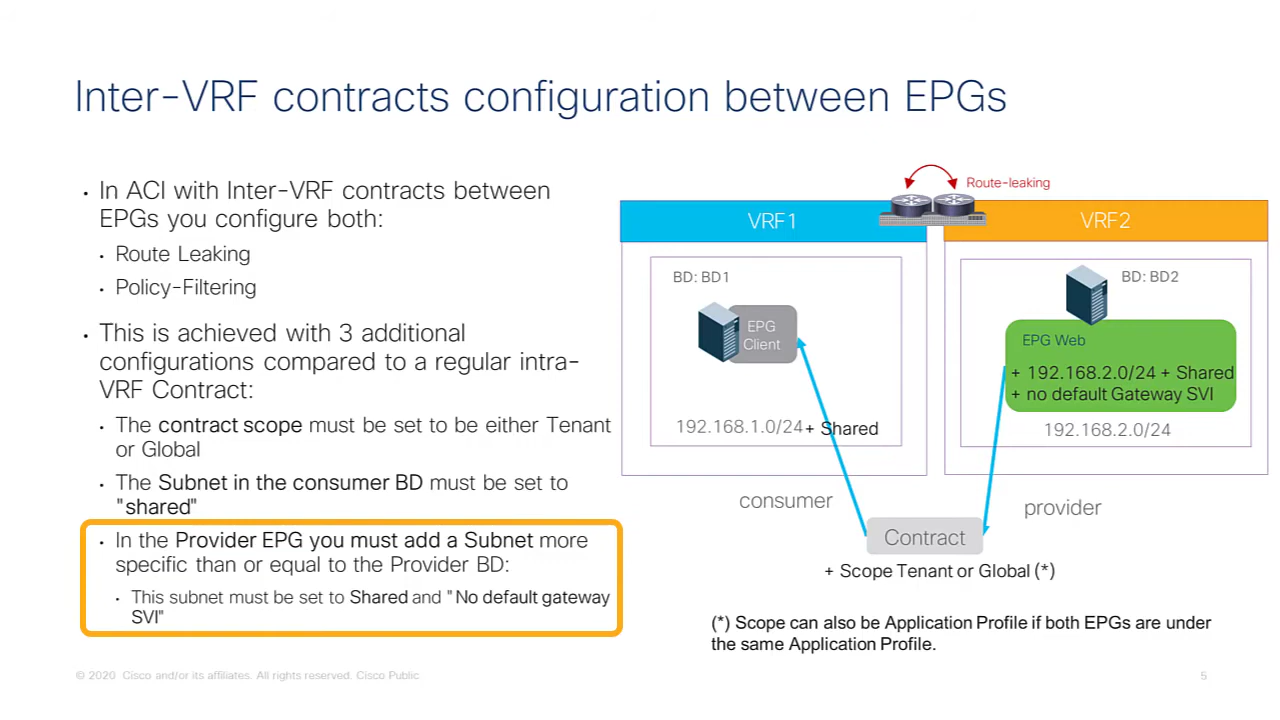 Inter-VRF contracts configuration between EPGs
• In ACI with Inter-VRF contracts between
EPGs you configure both:
• Route Leaking
• Policy-Filtering
• This is achieved with 3 additional
configurations compared to a regular intra-
VRF Contract:
• The contract scope must be set to be either Tenant
or Global
• The Subnet in the consumer BD must be set to
"shared"
• In the Provider EPG you must add a Subnet more
specific than or equal to the Provider BD:
• This subnet must be set to Shared and "No default gateway
SVI"
Route-leaking
VRF1
VRF2
BD: BD1
EPG
Client
192.168.1.0/24 + Shared
BD: BD2
EPG Web
+ 192.168.2.0/24 + Shared
+ no default Gateway SVI
192.168.2.0/24
consumer
provider
Contract
+ Scope Tenant or Global (*)
(*) Scope can also be Application Profile if both EPGs are under
the same Application Profile.
© 2020 Cisco and/or its affiliates. All rights reserved. Cisco Public
5